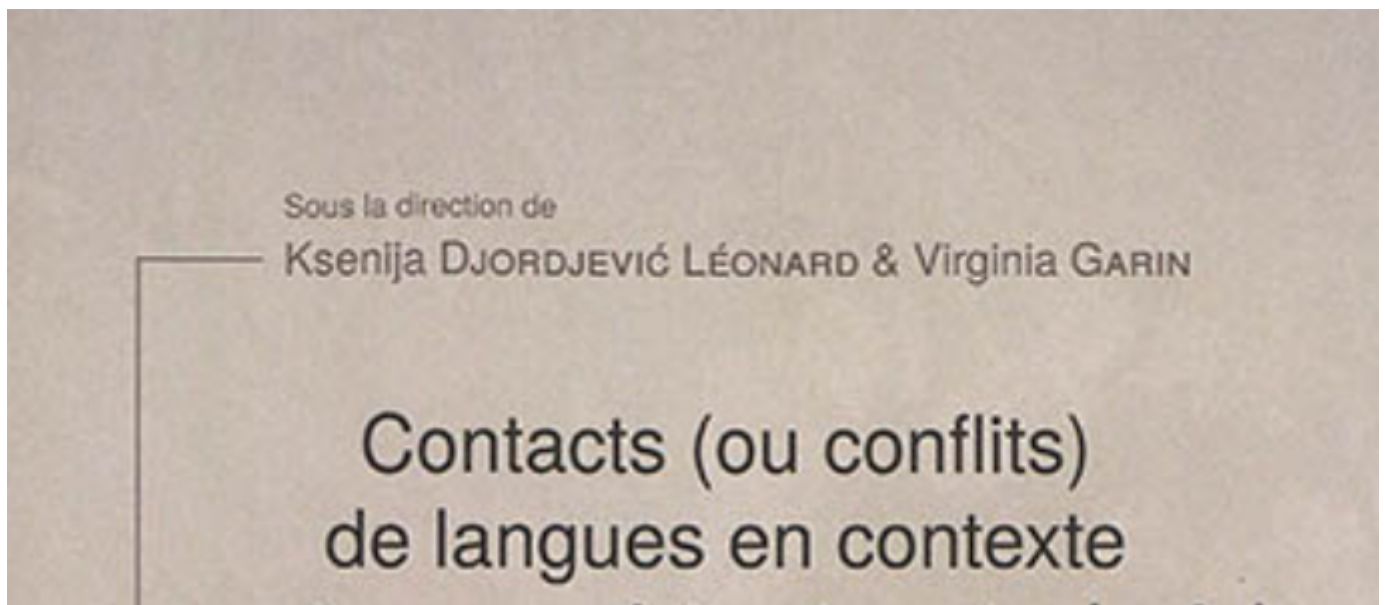 Sous la direction de
Ksenija DJORDJEVIĆ LÉONARD & Virginia GARIN
Contacts (ou conflits)
de langues en contexte